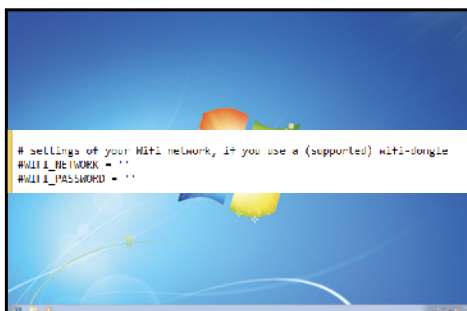 # settings of your Wifi network, if you use a (supported) wifi-dongle
#WIFI_NETWORK = ''
#WIFI_PASSWORD = ''